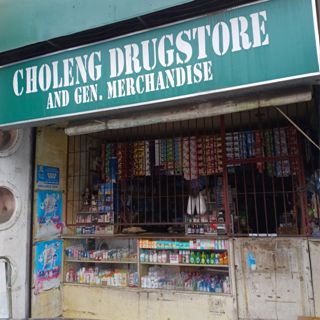 CHOLENG DRUGSTORE
AND GEN. MERCHANDISE